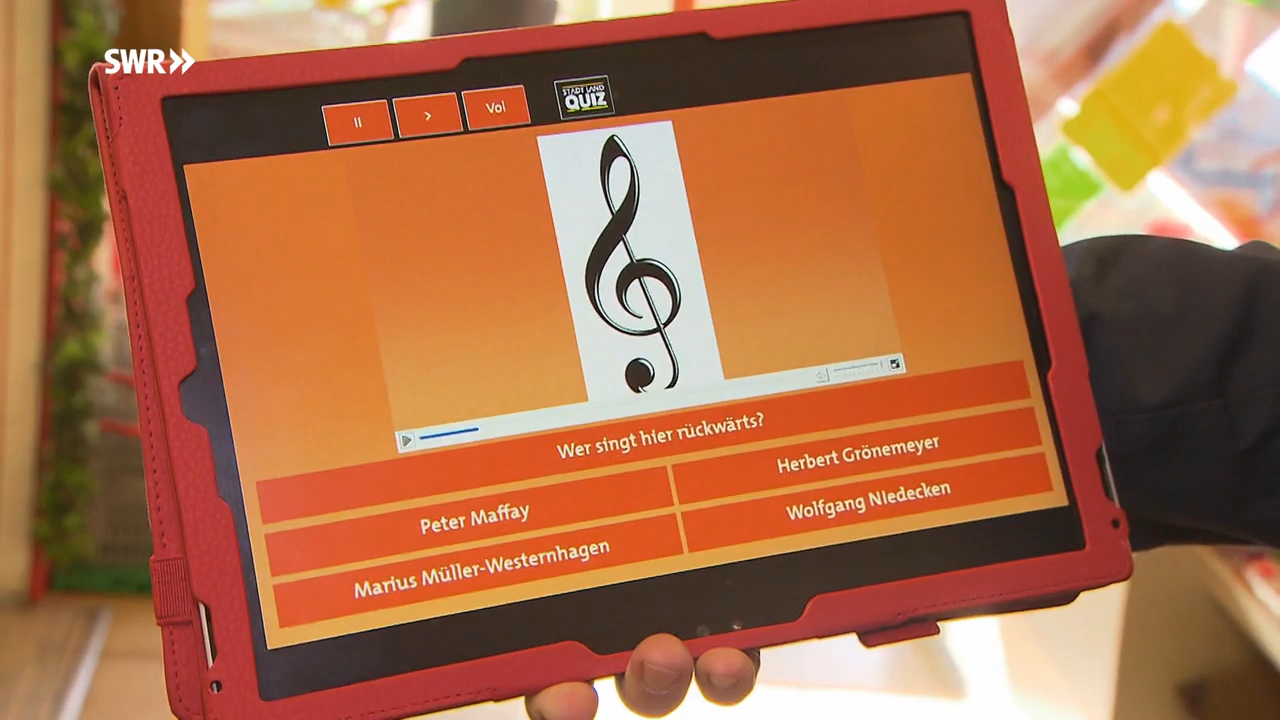 SWR»
II
>
Vol
STADT LAND
QUIZ
Wer singt hier rückwärts?
Peter Maffay
Herbert Grönemeyer
Marius Müller-Westernhagen
Wolfgang NIedecken